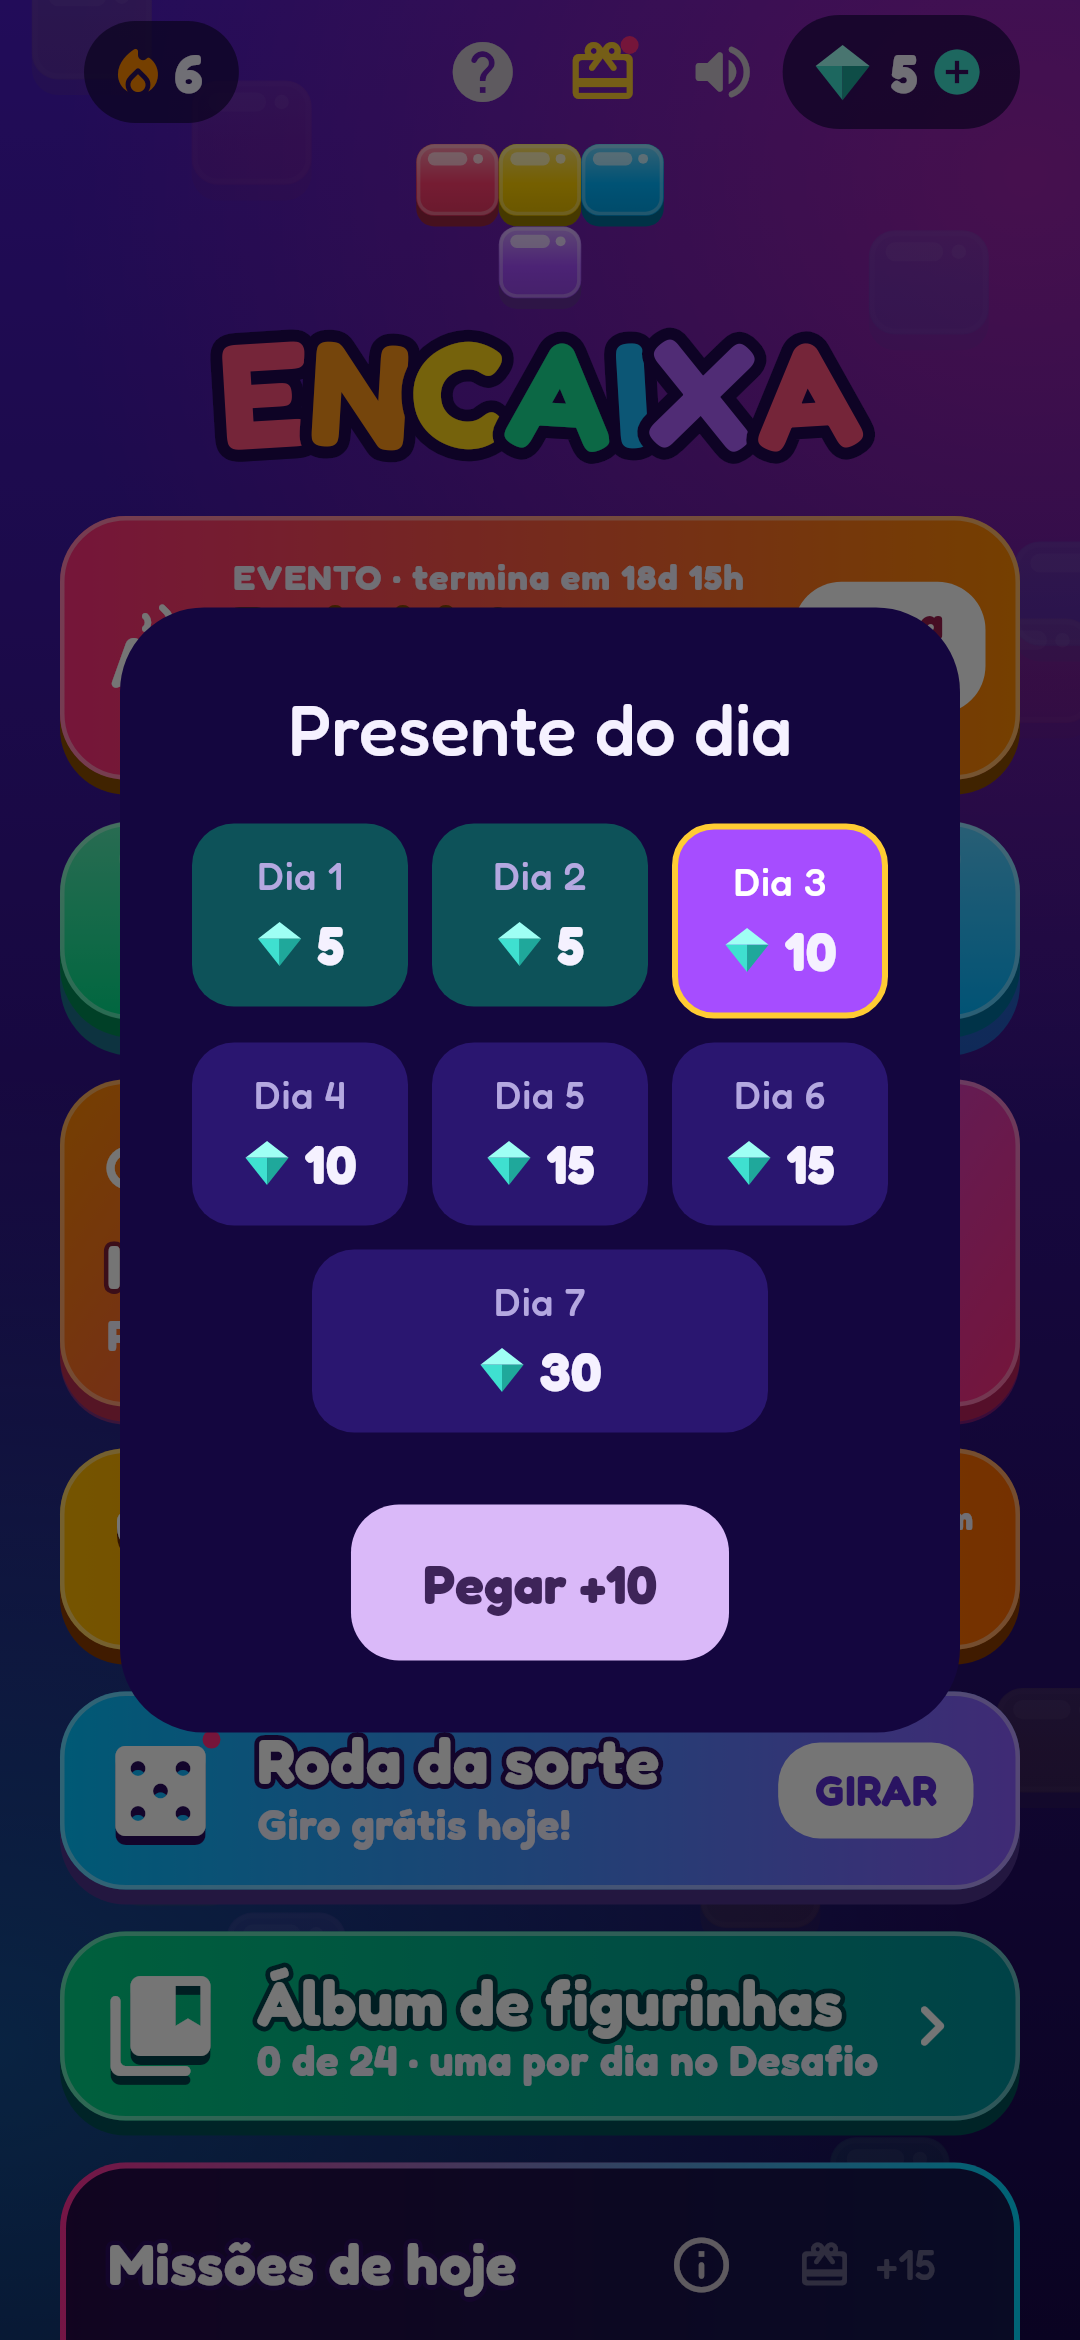 6
5
ENCAIXA
EVENTO · termina em 18d 15h
Presente do dia
Dia 1
5
Dia 2
5
Dia 3
10
Dia 4
10
Dia 5
15
Dia 6
15
Dia 7
30
Pegar +10
Roda da sorte
Giro grátis hoje!
GIRAR
Álbum de figurinhas
0 de 24 · uma por dia no Desafio
Missões de hoje
+15